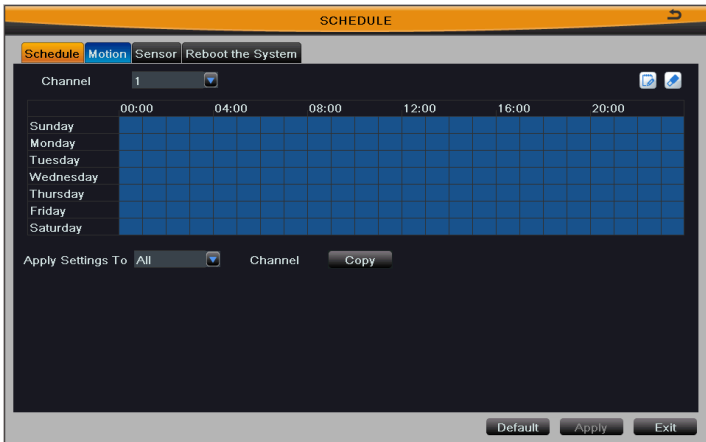 SCHEDULE
Schedule Motion Sensor Reboot the System
Channel 1
00:00 04:00 08:00 12:00 16:00 20:00
Sunday
Monday
Tuesday
Wednesday
Thursday
Friday
Saturday
Apply Settings To All Channel Copy
Default Apply Exit